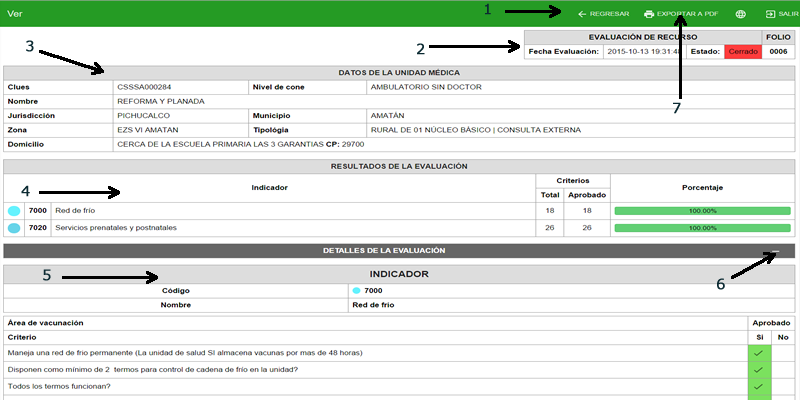 Ver 1 REGRESAR EXPORTAR A PDF SALIR
2 EVALUACIÓN DE RECURSO FOLIO
Fecha Evaluación: 2015-10-13 19:31:48 Estado: Cerrado 0006
3
7
DATOS DE LA UNIDAD MÉDICA
Clues CSSSA000284 Nivel de cone AMBULATORIO SIN DOCTOR
Nombre REFORMA Y PLANADA
Jurisdicción PICHUCALCO Municipio AMATÁN
Zona EZS VI AMATAN Tipológia RURAL DE 01 NÚCLEO BÁSICO | CONSULTA EXTERNA
Domicilio CERCA DE LA ESCUELA PRIMARIA LAS 3 GARANTIAS CP: 29700
RESULTADOS DE LA EVALUACIÓN
4 Indicador Criterios Porcentaje
Total Aprobado
7000 Red de frío 18 18 100.00%
7020 Servicios prenatales y postnatales 26 26 100.00%
DETALLES DE LA EVALUACIÓN
5 INDICADOR 6
Código 7000
Nombre Red de frío
Área de vacunación Aprobado
Criterio Si No
Maneja una red de frio permanente (La unidad de salud SI almacena vacunas por mas de 48 horas)
Disponen como mínimo de 2 termos para control de cadena de frío en la unidad?
Todos los termos funcionan?